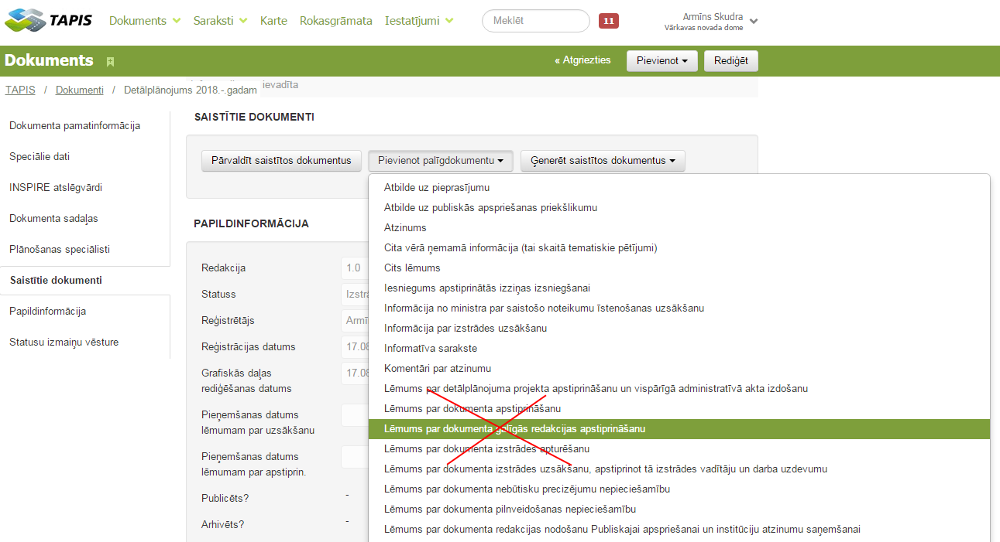 TAPIS Dokuments Saraksti Karte Rokasgrāmata Iestatījumi Meklēt 11 Armīns Skudra
Vārkavas novada dome
Dokuments « Atgriezties Pievienot Rediģēt
TAPIS / Dokumenti / Detālplānojums 2018.-.gadam ievadīta
Dokumenta pamatinformācija
Speciālie dati
INSPIRE atslēgvārdi
Dokumenta sadaļas
Plānošanas speciālisti
Saistītie dokumenti
Papildinformācija
Statusu izmaiņu vēsture
SAISTĪTIE DOKUMENTI
Pārvaldīt saistītos dokumentus Pievienot palīgdokumentu Ģenerēt saistītos dokumentus
PAPILDINFORMĀCIJA
Redakcija 1.0
Statuss Izstrā
Reģistrētājs Armī
Reģistrācijas datums 17.08
Grafiskās daļas
rediģēšanas datums 17.08
Pieņemšanas datums
lēmumam par uzsākšanu
Pieņemšanas datums
lēmumam par apstiprin.
Publicēts? -
Arhivēts? -
Atbilde uz pieprasījumu
Atbilde uz publiskās apspriešanas priekšlikumu
Atzinums
Cita vērā ņemamā informācija (tai skaitā tematiskie pētījumi)
Cits lēmums
Iesniegums apstiprinātās izziņas izsniegšanai
Informācija no ministra par saistošo noteikumu īstenošanas uzsākšanu
Informācija par izstrādes uzsākšanu
Informatīva sarakste
Komentāri par atzinumu
Lēmums par detālplānojuma projekta apstiprināšanu un vispārīgā administratīvā akta izdošanu
Lēmums par dokumenta apstiprināšanu
Lēmums par dokumenta galīgās redakcijas apstiprināšanu
Lēmums par dokumenta izstrādes apturēšanu
Lēmums par dokumenta izstrādes uzsākšanu, apstiprinot tā izstrādes vadītāju un darba uzdevumu
Lēmums par dokumenta nebūtisku precizējumu nepieciešamību
Lēmums par dokumenta pilnveidošanas nepieciešamību
Lēmums par dokumenta redakcijas nodošanu Publiskajai apspriešanai un institūciju atzinumu saņemšanai